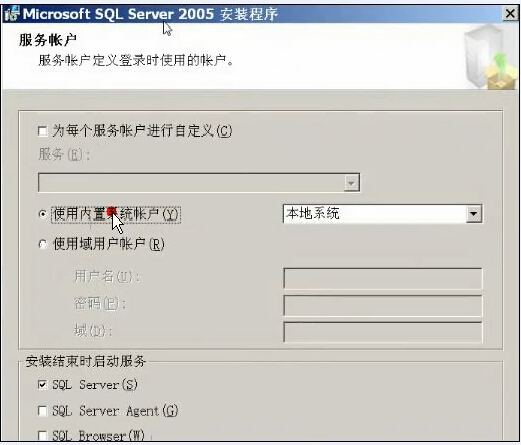 Microsoft SQL Server 2005 安装程序
服务帐户
服务帐户定义登录时使用的帐户。
为每个服务帐户进行自定义(C)
服务(R):
使用内置系统帐户(Y)
本地系统
使用域用户帐户(R)
用户名(U):
密码(P):
域(D):
安装结束时启动服务
SQL Server(S)
SQL Server Agent(G)
SQL Browser(W)